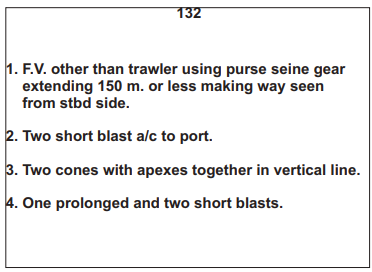 132
1. F.V. other than trawler using purse seine gear
extending 150 m. or less making way seen
from stbd side.
2. Two short blast a/c to port.
3. Two cones with apexes together in vertical line.
4. One prolonged and two short blasts.